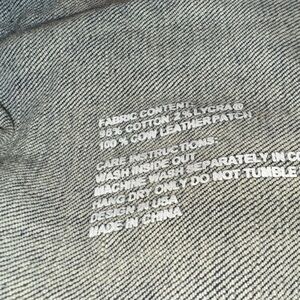 FABRIC CONTENT:
98% COTTON 2% LYCRA®
100% COW LEATHER PATCH
CARE INSTRUCTIONS:
WASH INSIDE OUT
MACHINE WASH SEPARATELY IN CO
HANG DRY ONLY DO NOT TUMBLE
DESIGN IN USA
MADE IN CHINA